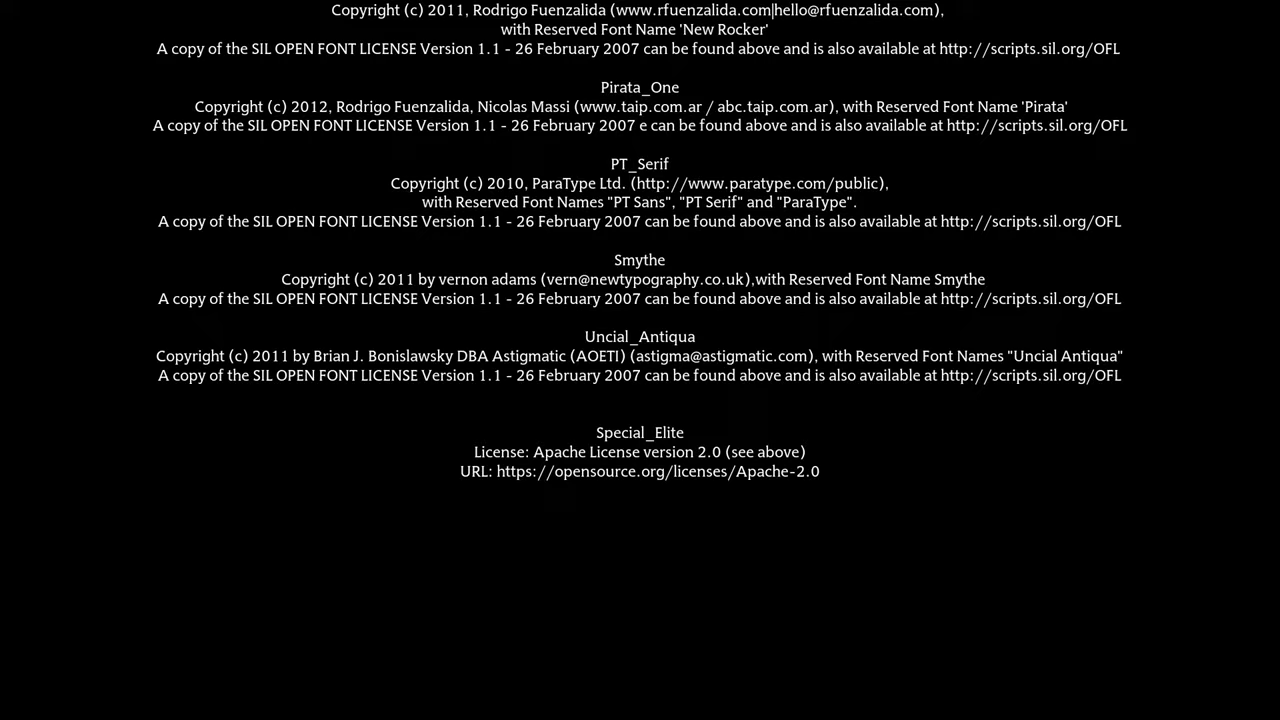 Copyright (c) 2011, Rodrigo Fuenzalida (www.rfuenzalida.com|hello@rfuenzalida.com),
with Reserved Font Name 'New Rocker'
A copy of the SIL OPEN FONT LICENSE Version 1.1 - 26 February 2007 can be found above and is also available at http://scripts.sil.org/OFL
Pirata_One
Copyright (c) 2012, Rodrigo Fuenzalida, Nicolas Massi (www.taip.com.ar / abc.taip.com.ar), with Reserved Font Name 'Pirata'
A copy of the SIL OPEN FONT LICENSE Version 1.1 - 26 February 2007 e can be found above and is also available at http://scripts.sil.org/OFL
PT_Serif
Copyright (c) 2010, ParaType Ltd. (http://www.paratype.com/public),
with Reserved Font Names "PT Sans", "PT Serif" and "ParaType".
A copy of the SIL OPEN FONT LICENSE Version 1.1 - 26 February 2007 can be found above and is also available at http://scripts.sil.org/OFL
Smythe
Copyright (c) 2011 by vernon adams (vern@newtypography.co.uk),with Reserved Font Name Smythe
A copy of the SIL OPEN FONT LICENSE Version 1.1 - 26 February 2007 can be found above and is also available at http://scripts.sil.org/OFL
Uncial_Antiqua
Copyright (c) 2011 by Brian J. Bonislawsky DBA Astigmatic (AOETI) (astigma@astigmatic.com), with Reserved Font Names "Uncial Antiqua"
A copy of the SIL OPEN FONT LICENSE Version 1.1 - 26 February 2007 can be found above and is also available at http://scripts.sil.org/OFL
Special_Elite
License: Apache License version 2.0 (see above)
URL: https://opensource.org/licenses/Apache-2.0